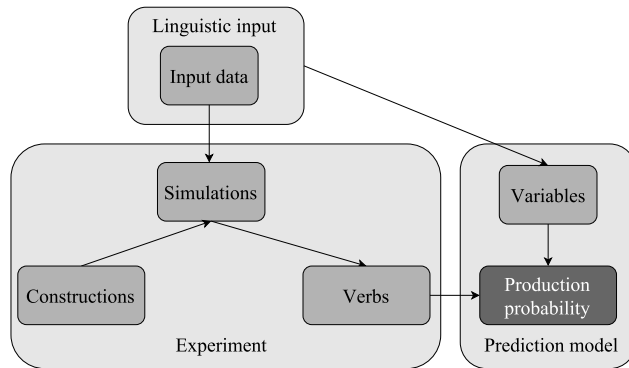 Linguistic input
Input data
Simulations
Variables
Constructions
Verbs
Production
probability
Experiment
Prediction model